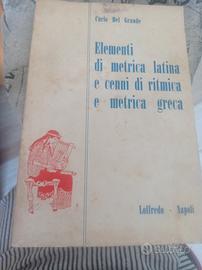 Carlo Del Grande
Elementi
di metrica latina
e cenni di ritmica
e metrica greca
Loffredo - Napoli